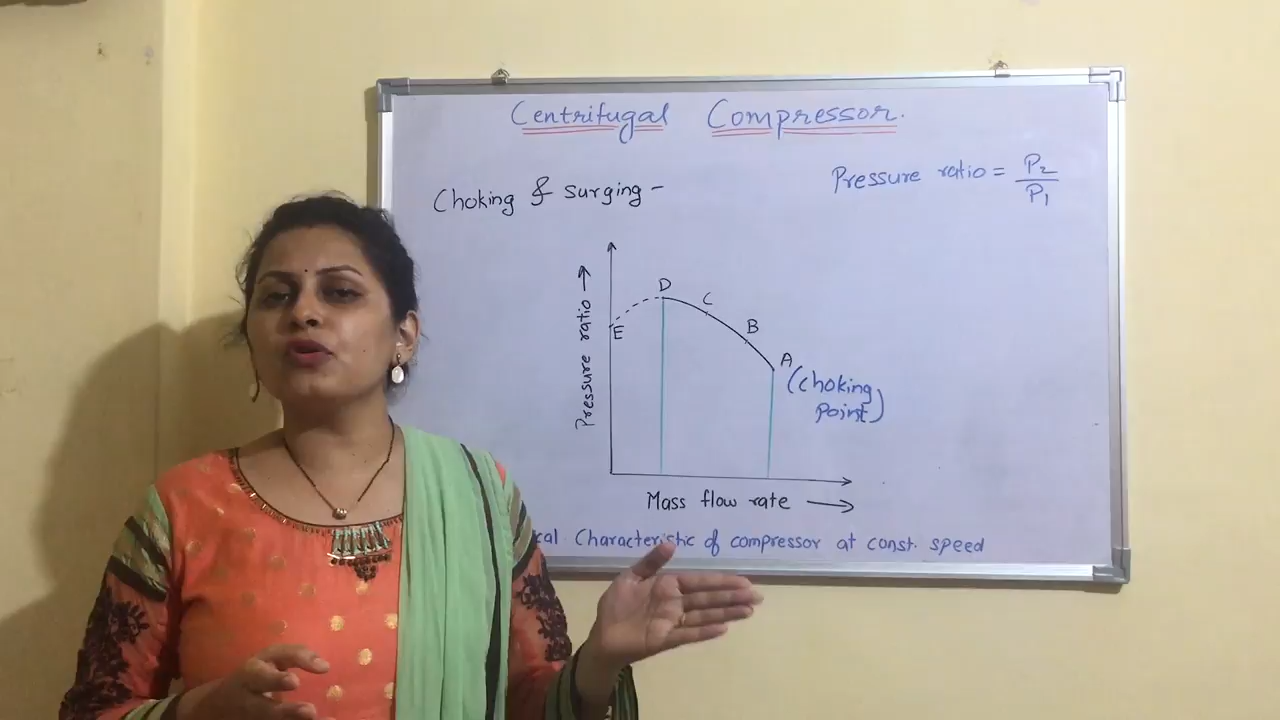 Centrifugal Compressor.
Choking & surging -
Pressure ratio = P2/P1
Pressure ratio →
D
C
B
E
A
(Choking
point)
Mass flow rate →
Characteristic of compressor at const. speed